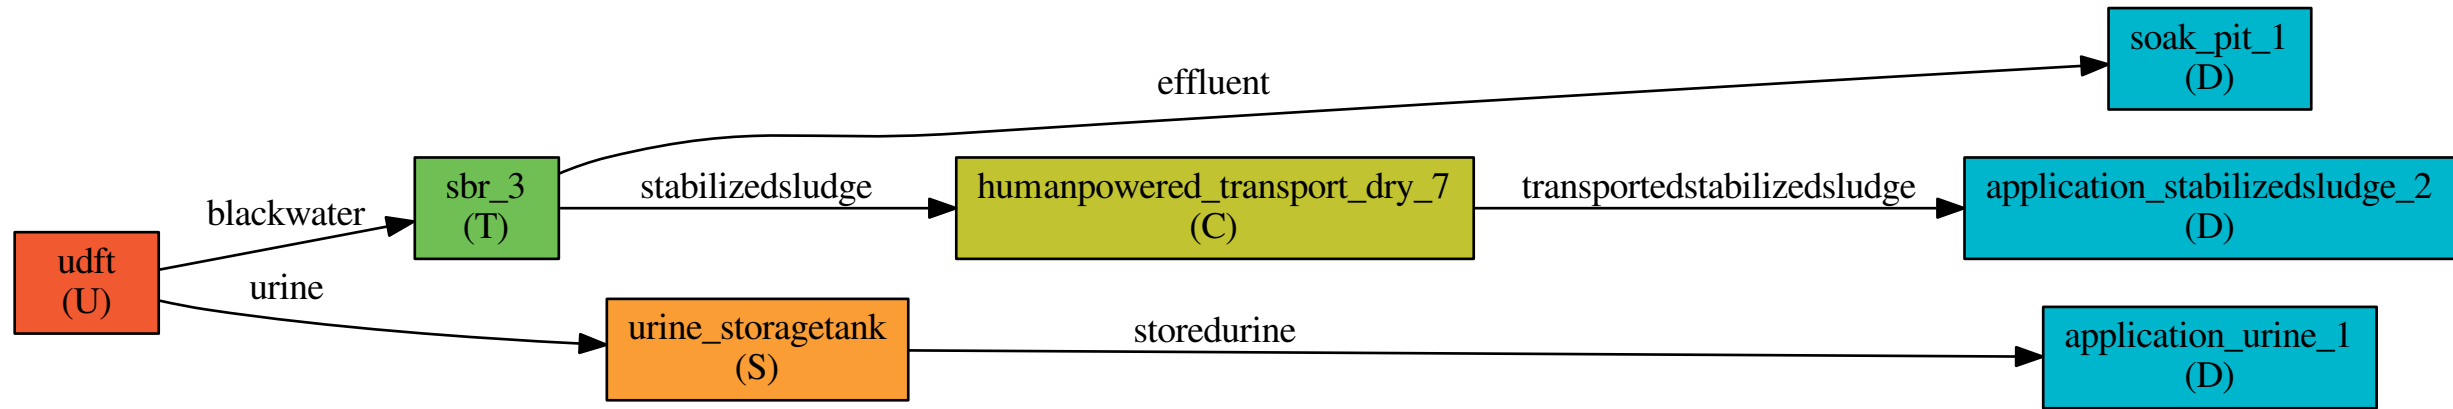 soak_pit_1
(D)
effluent
sbr_3
(T)
stabilizedsludge
humanpowered_transport_dry_7
(C)
transportedstabilizedsludge
application_stabilizedsludge_2
(D)
blackwater
udft
(U)
urine
urine_storagetank
(S)
storedurine
application_urine_1
(D)